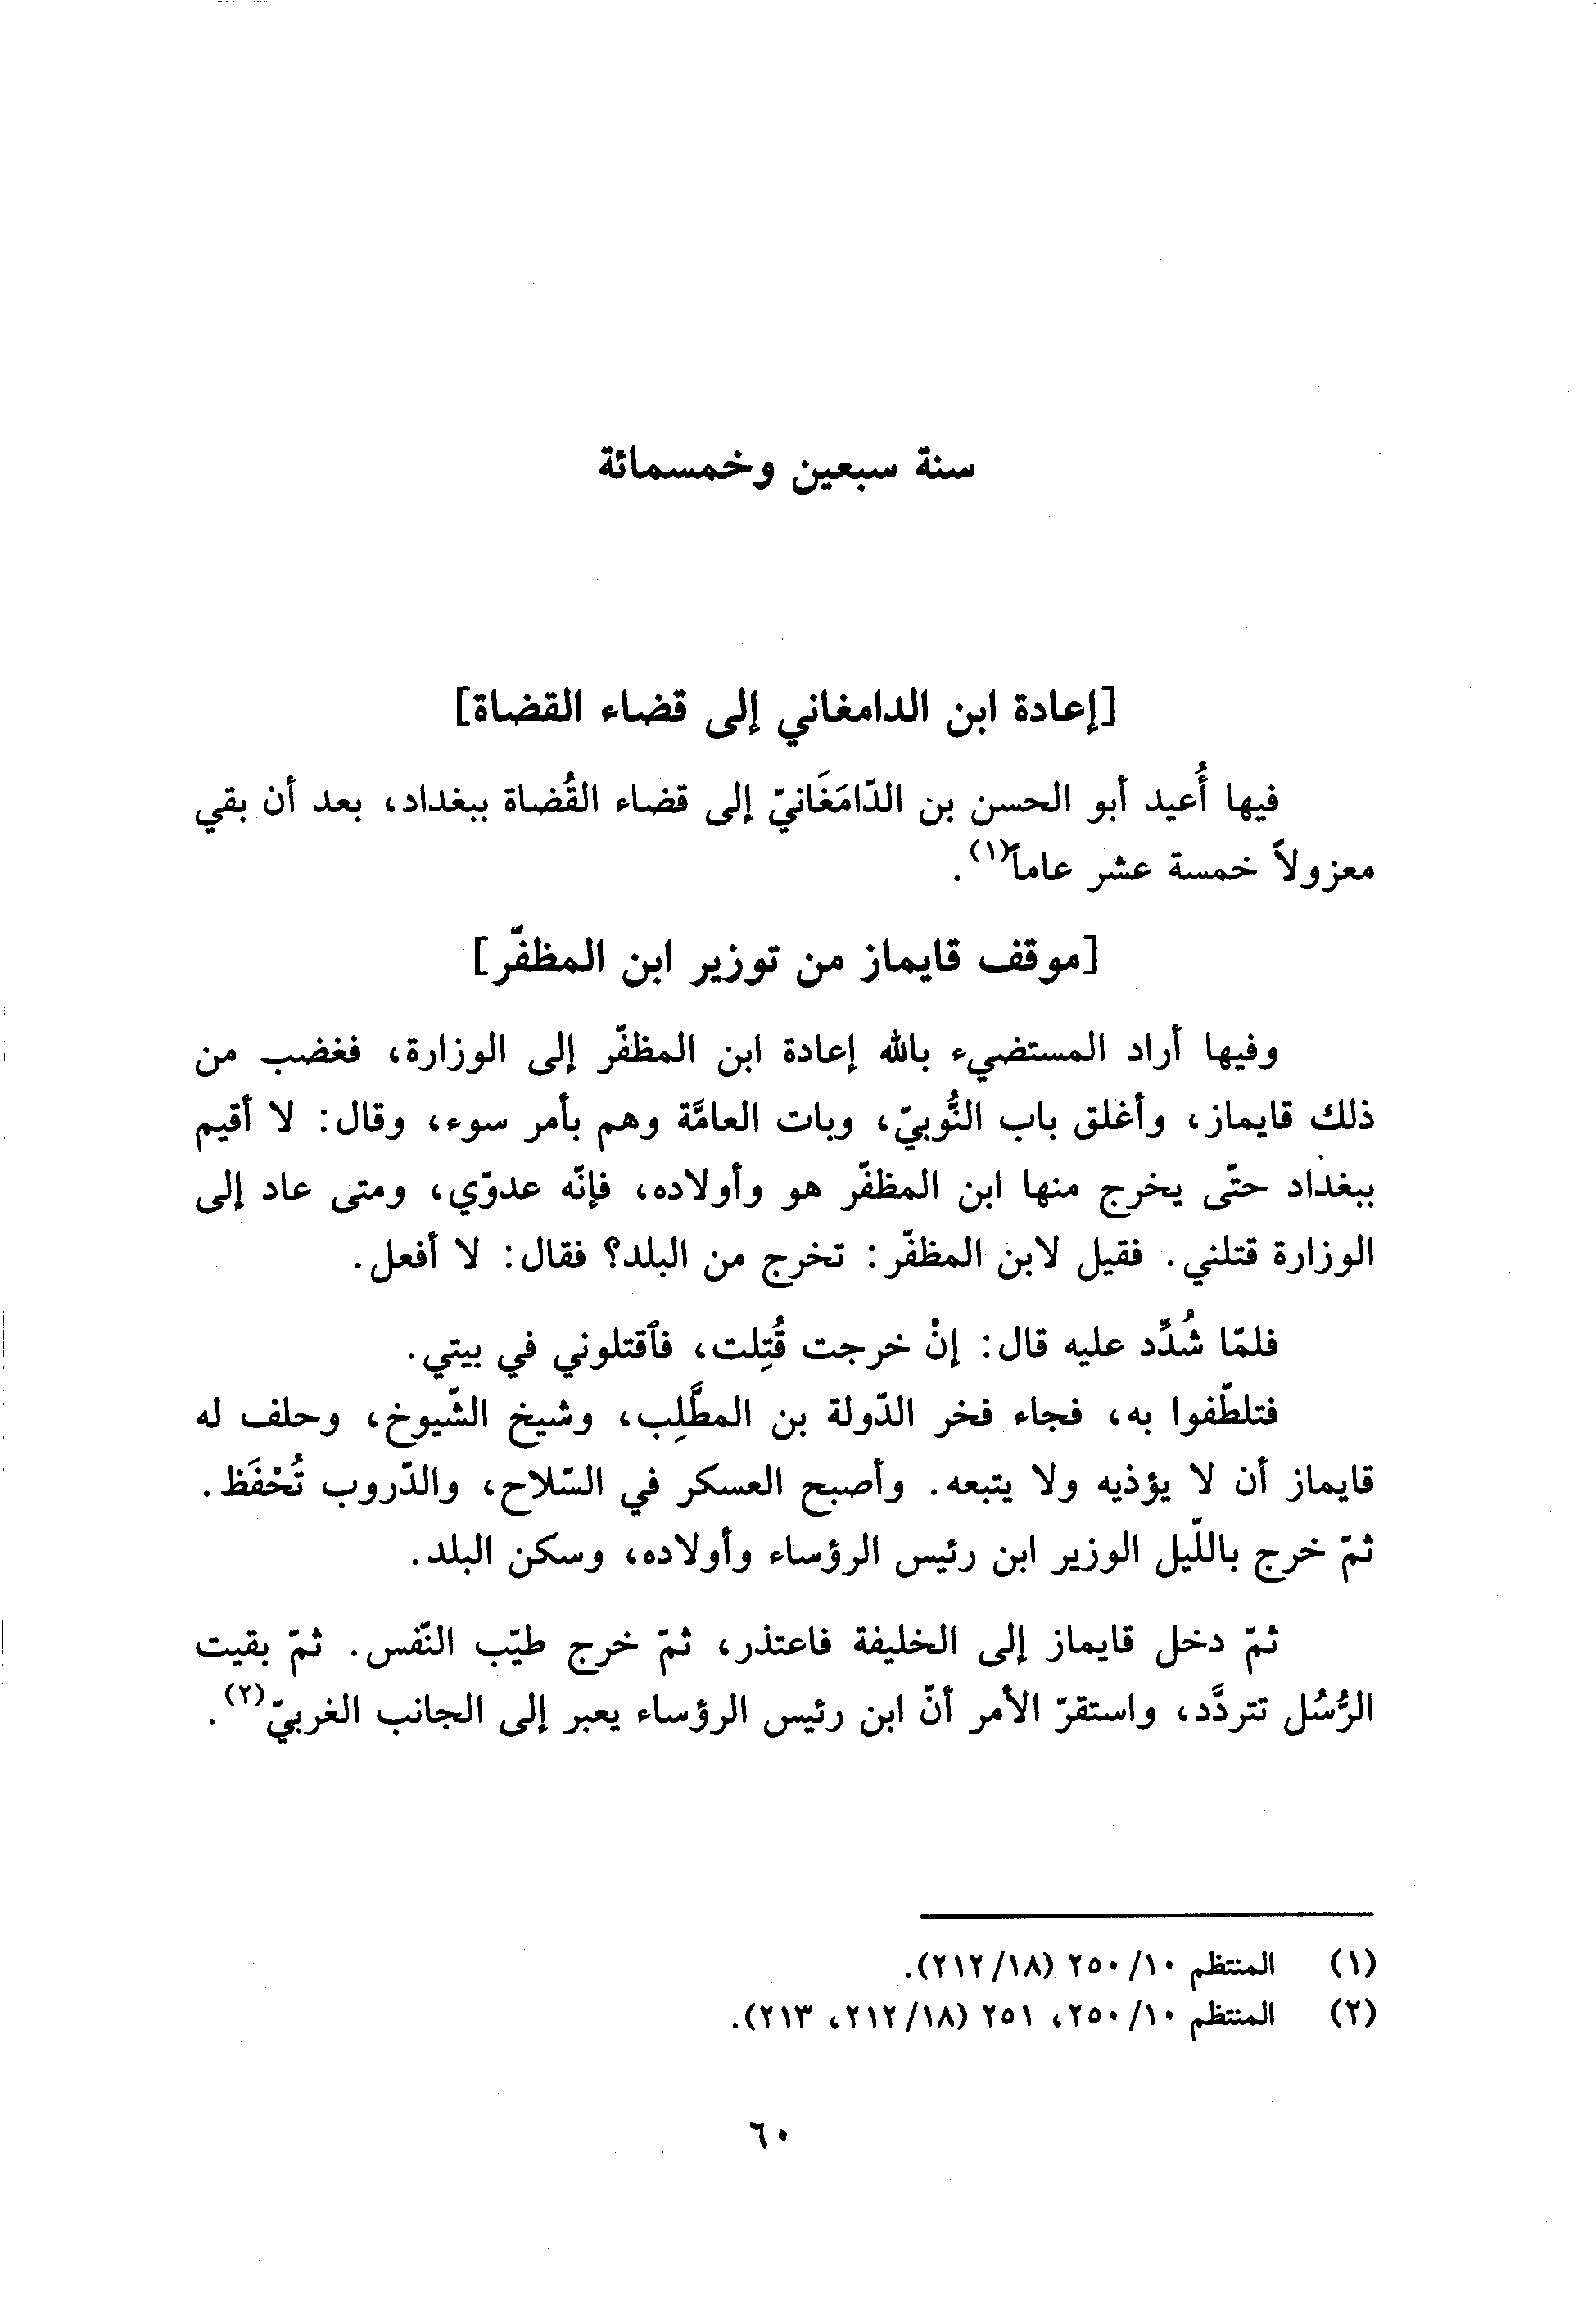 سنة سبعين وخمسمائة
[إعادة ابن الدامغاني إلى قضاء القضاة]
فيها أُعيد أبو الحسن بن الدّامَغَانيّ إلى قضاء القُضاة ببغداد، بعد أن بقي
معزولاً خمسة عشر عاماً(١).
[موقف قايماز من توزير ابن المظفّر]
وفيها أراد المستضيء بالله إعادة ابن المظفّر إلى الوزارة، فغضب من
ذلك قايماز، وأغلق باب النُّوبيّ، وبات العامَّة وهم بأمر سوء، وقال: لا أقيم
ببغداد حتّى يخرج منها ابن المظفّر هو وأولاده، فإنّه عدوّي، ومتى عاد إلى
الوزارة قتلني. فقيل لابن المظفّر: تخرج من البلد؟ فقال: لا أفعل.
فلمّا شُدِّد عليه قال: إنْ خرجت قُتِلت، فٱقتلوني في بيتي.
فتلطّفوا به، فجاء فخر الدّولة بن المطَّلِب، وشيخ الشّيوخ، وحلف له
قايماز أن لا يؤذيه ولا يتبعه. وأصبح العسكر في السّلاح، والدّروب تُحْفَظ.
ثمّ خرج باللّيل الوزير ابن رئيس الرؤساء وأولاده، وسكن البلد.
ثمّ دخل قايماز إلى الخليفة فاعتذر، ثمّ خرج طيّب النّفس. ثمّ بقيت
الرُّسُل تتردَّد، واستقرّ الأمر أنّ ابن رئيس الرؤساء يعبر إلى الجانب الغربيّ(٢).
(١) المنتظم ١٠/ ٢٥٠ (١٨/ ٢١٢).
(٢) المنتظم ١٠/ ٢٥٠، ٢٥١ (١٨/ ٢١٢، ٢١٣).
٦٠